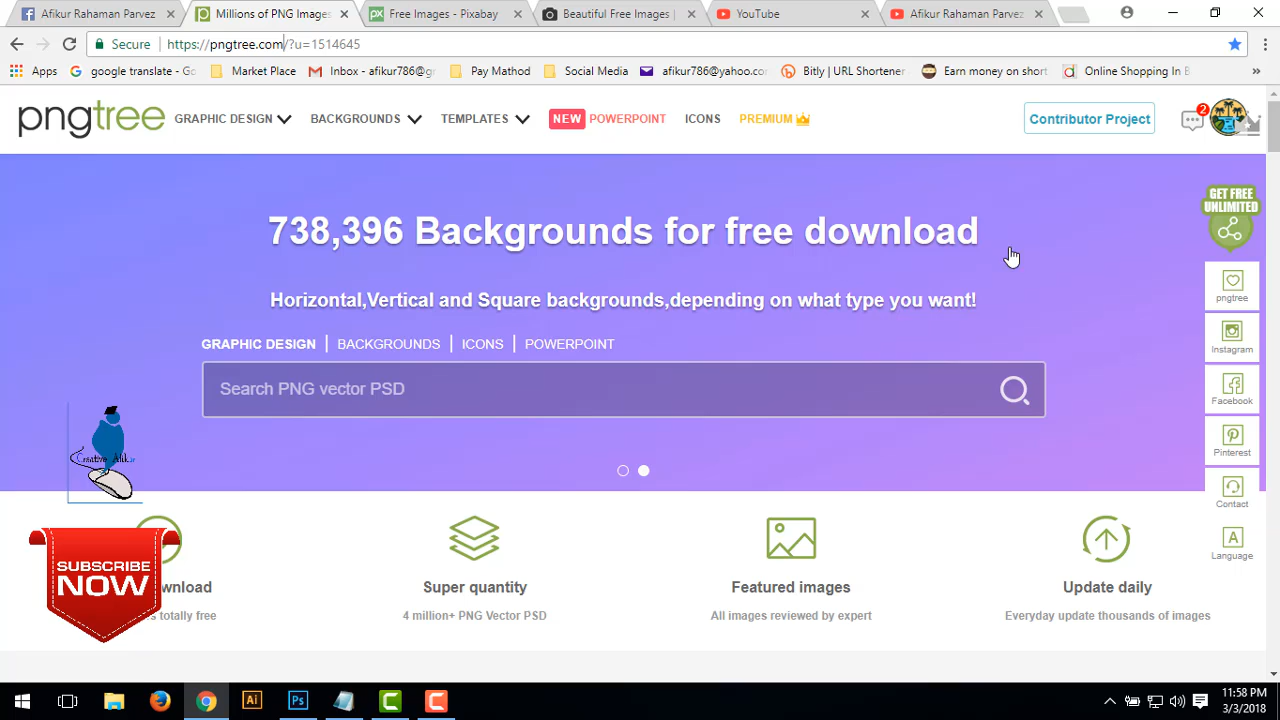 Afikur Rahaman Parvez
Millions of PNG Images
Free Images - Pixabay
Beautiful Free Images |
YouTube
Afikur Rahaman Parvez
Secure
https://pngtree.com/?u=1514645
Apps
google translate - Go
Market Place
Inbox - afikur786@gr
Pay Mathod
Social Media
afikur786@yahoo.co
Bitly | URL Shortener
Earn money on short
Online Shopping In B
pngtree
GRAPHIC DESIGN
BACKGROUNDS
TEMPLATES
NEW
POWERPOINT
ICONS
PREMIUM
Contributor Project
2
738,396 Backgrounds for free download
GET FREE
UNLIMITED
Horizontal,Vertical and Square backgrounds,depending on what type you want!
pngtree
Instagram
Facebook
Pinterest
Contact
Language
GRAPHIC DESIGN | BACKGROUNDS | ICONS | POWERPOINT
Search PNG vector PSD
SUBSCRIBE
NOW
wnload
totally free
Super quantity
4 million+ PNG Vector PSD
Featured images
All images reviewed by expert
Update daily
Everyday update thousands of images
Ai
Ps
11:58 PM
3/3/2018